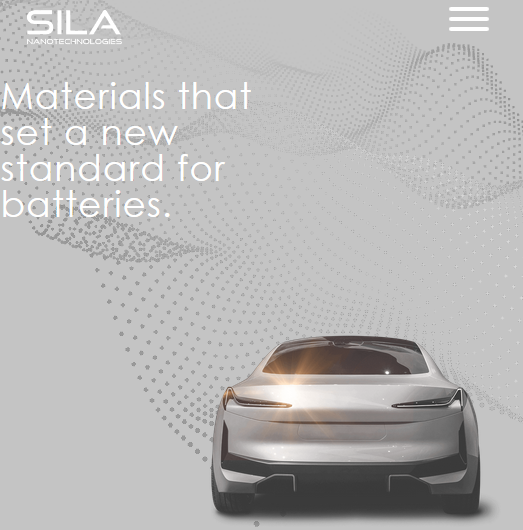 SILA
NANOTECHNOLOGIES
Materials that
set a new
standard for
batteries.